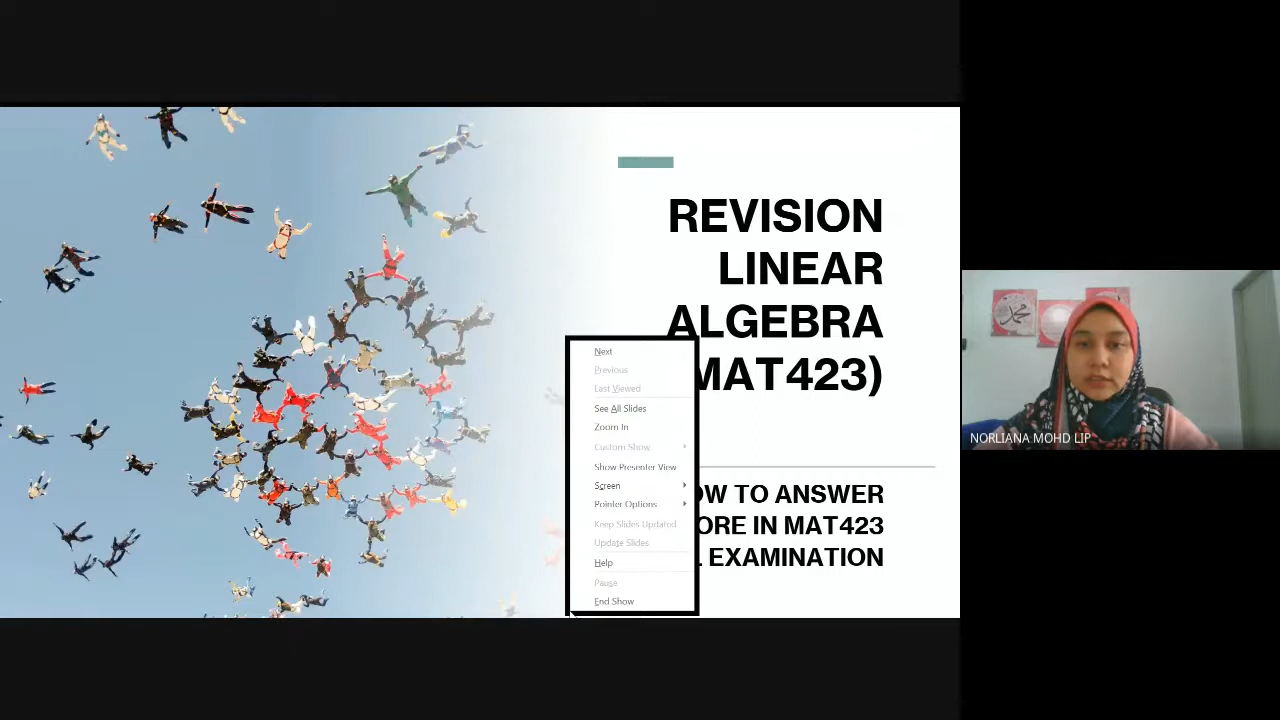 REVISION
LINEAR
ALGEBRA
MAT423)
Next
Previous
Last Viewed
See All Slides
Zoom In
Custom Show
Show Presenter View
Screen
Pointer Options
Keep Slides Updated
Update Slides
Help
Pause
End Show
OW TO ANSWER
ORE IN MAT423
EXAMINATION
محمد
NORLIANA MOHD LIP